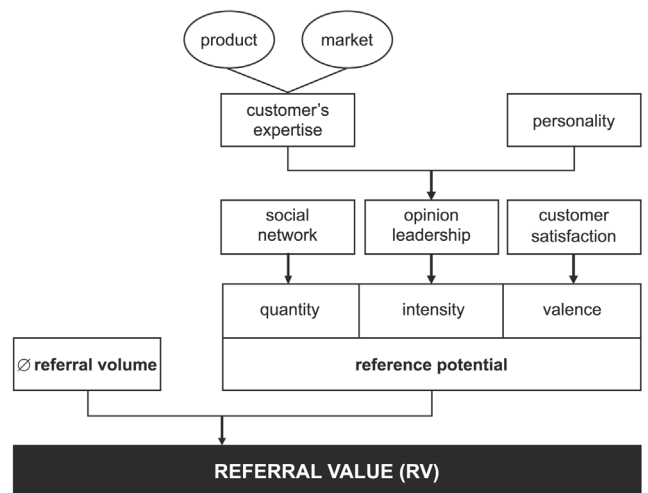 product
market
customer's
expertise
personality
social
network
opinion
leadership
customer
satisfaction
quantity
intensity
valence
∅ referral volume
reference potential
REFERRAL VALUE (RV)